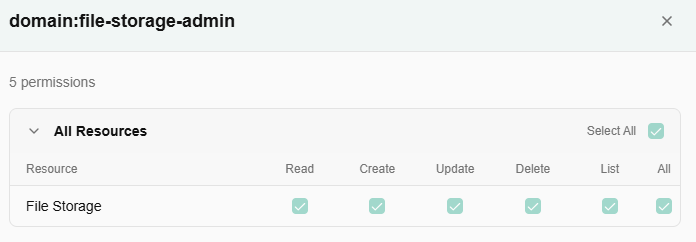 domain:file-storage-admin
5 permissions
All Resources Select All
Resource Read Create Update Delete List All
File Storage